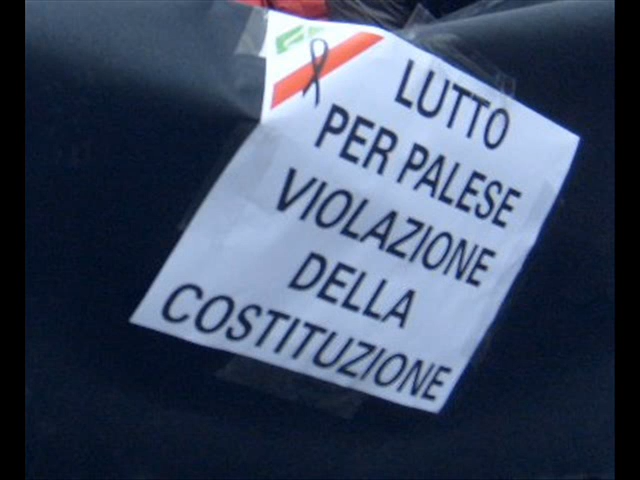 LUTTO
PER PALESE
VIOLAZIONE
DELLA
COSTITUZIONE